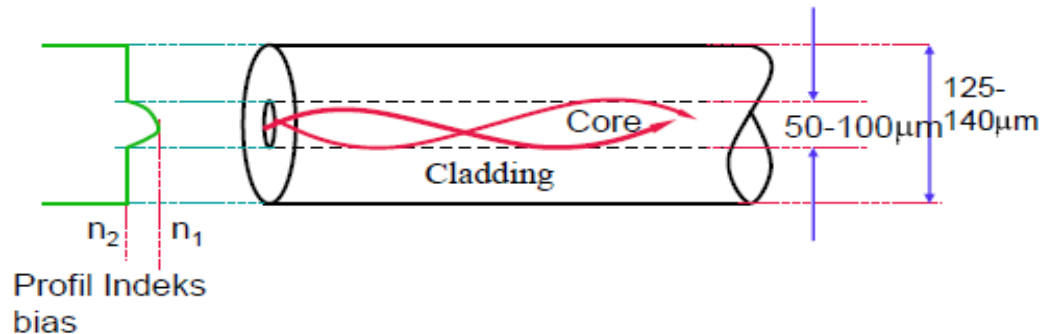 Core
Cladding
50-100μm
125-
140μm
n₂ n₁
Profil Indeks
bias